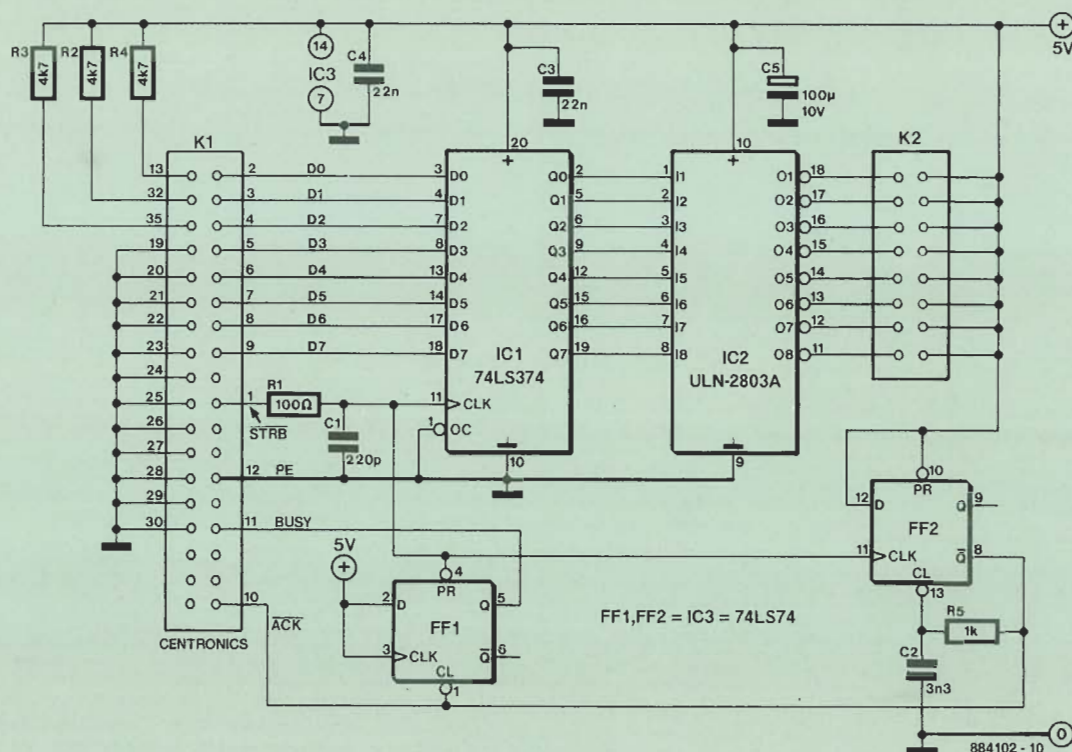 5V
R3
R2
R4
4k7
4k7
4k7
14
IC3
7
C4
22n
C3
22n
C5
100µ
10V
K1
K2
20
10
13
32
35
19
20
21
22
23
24
25
26
27
28
29
30
2 D0 3 D0 Q0 2 1 I1 O1 18
3 D1 4 D1 Q1 5 2 I2 O2 17
4 D2 7 D2 Q2 6 3 I3 O3 16
5 D3 8 D3 Q3 9 4 I4 O4 15
6 D4 13 D4 Q4 12 5 I5 O5 14
7 D5 14 D5 Q5 15 6 I6 O6 13
8 D6 17 D6 Q6 16 7 I7 O7 12
9 D7 18 D7 Q7 19 8 I8 O8 11
IC1
74LS374
IC2
ULN-2803A
1
STRB
R1
100Ω
C1
220p
11 CLK
1 OC
10
9
12 PE
11 BUSY
10 ACK
CENTRONICS
5V
4
PR
2 D Q 5
FF1
3 CLK Q̅ 6
CL
1
FF1,FF2 = IC3 = 74LS74
10
PR
12 D Q 9
FF2
11 CLK Q̅ 8
CL
13
R5
1k
C2
3n3
0
884102 - 10